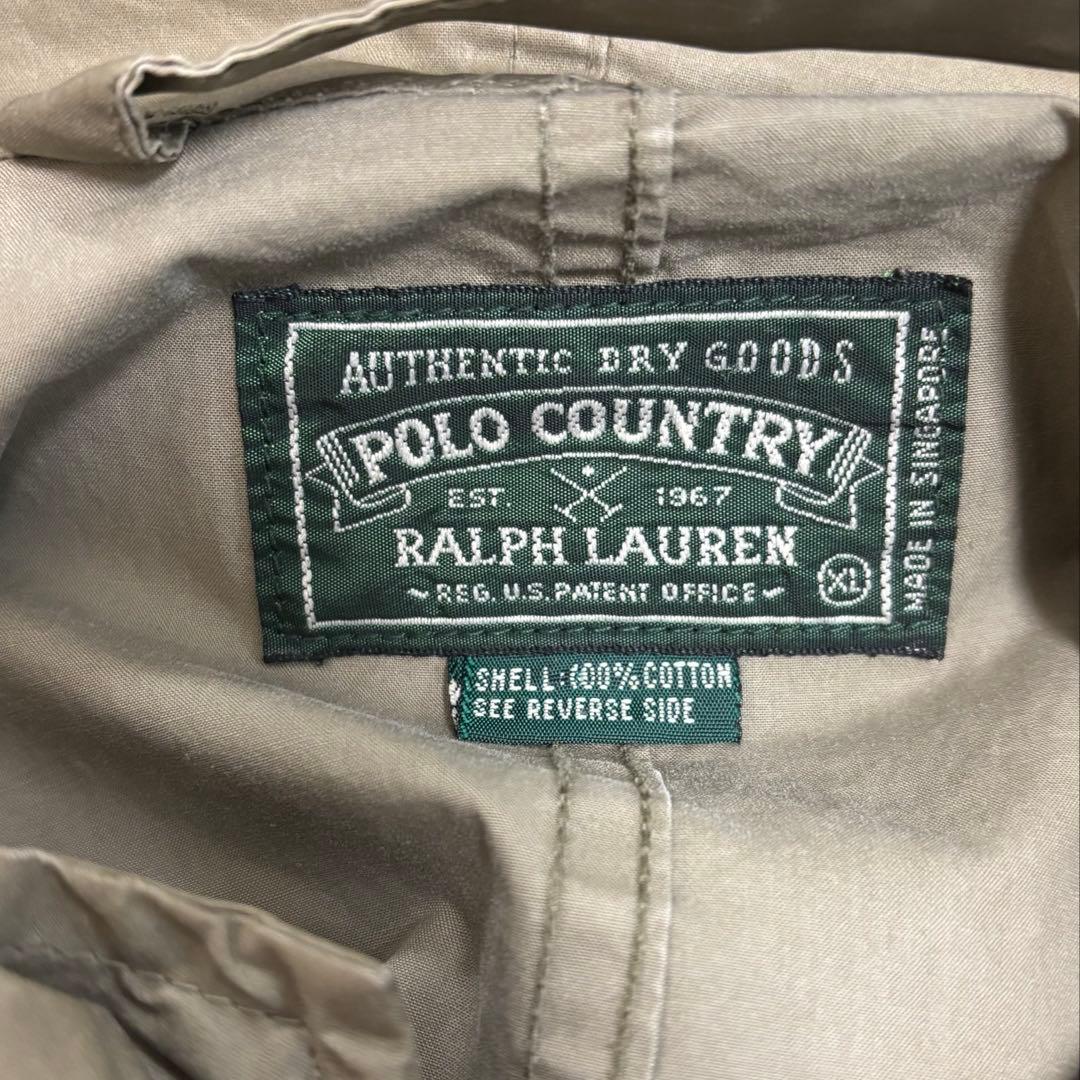 AUTHENTIC DRY GOODS
POLO COUNTRY
EST. 1967
RALPH LAUREN
~REG. U.S. PATENT OFFICE~
XL
MADE IN SINGAPORE
SHELL: 100% COTTON
SEE REVERSE SIDE